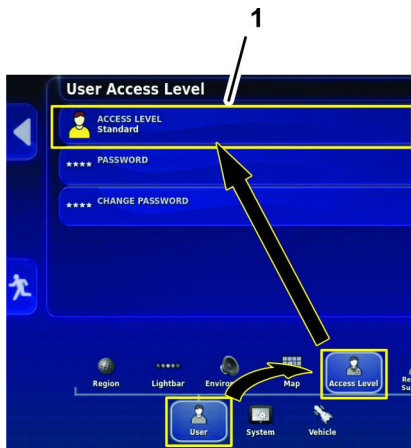 1
User Access Level
ACCESS LEVEL
Standard
**** PASSWORD
**** CHANGE PASSWORD
Region
Lightbar
Map
Access Level
User
System
Vehicle